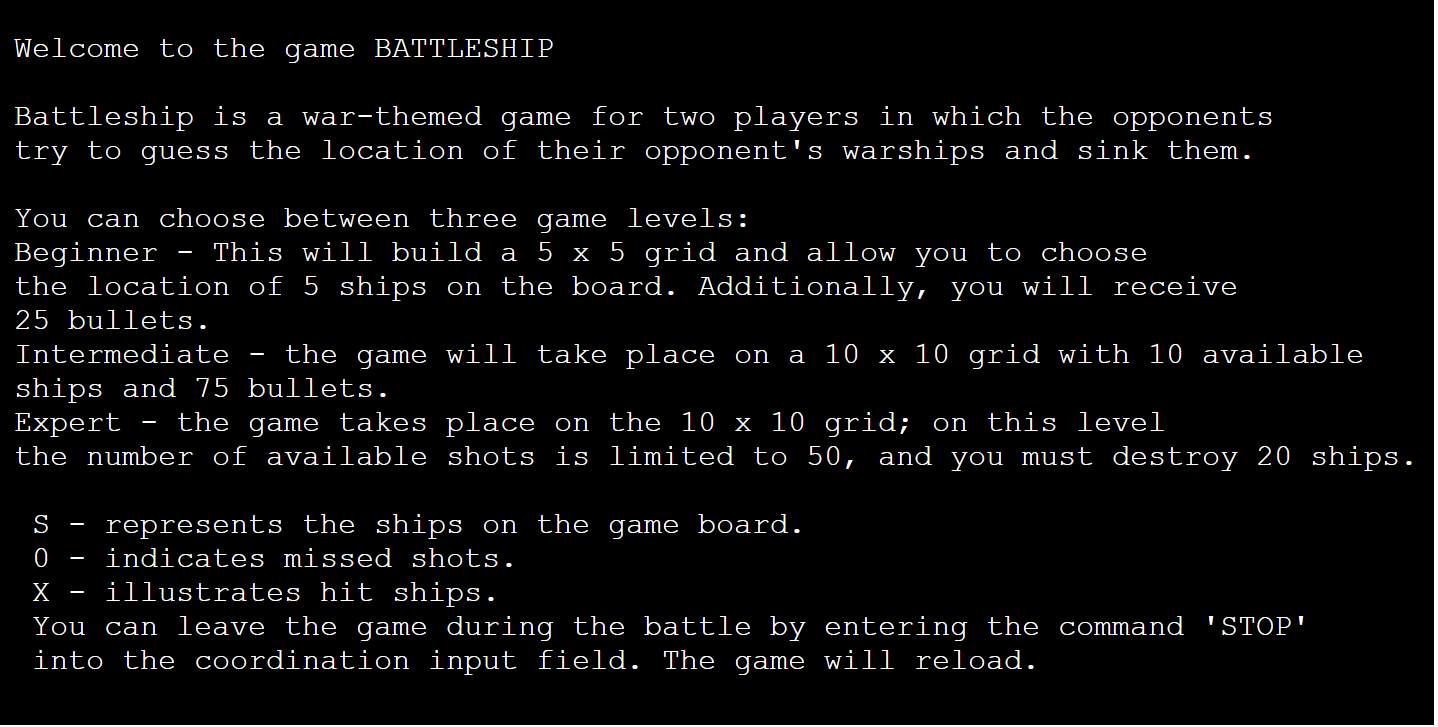 Welcome to the game BATTLESHIP
Battleship is a war-themed game for two players in which the opponents
try to guess the location of their opponent's warships and sink them.
You can choose between three game levels:
Beginner - This will build a 5 x 5 grid and allow you to choose
the location of 5 ships on the board. Additionally, you will receive
25 bullets.
Intermediate - the game will take place on a 10 x 10 grid with 10 available
ships and 75 bullets.
Expert - the game takes place on the 10 x 10 grid; on this level
the number of available shots is limited to 50, and you must destroy 20 ships.
S - represents the ships on the game board.
0 - indicates missed shots.
X - illustrates hit ships.
You can leave the game during the battle by entering the command 'STOP'
into the coordination input field. The game will reload.